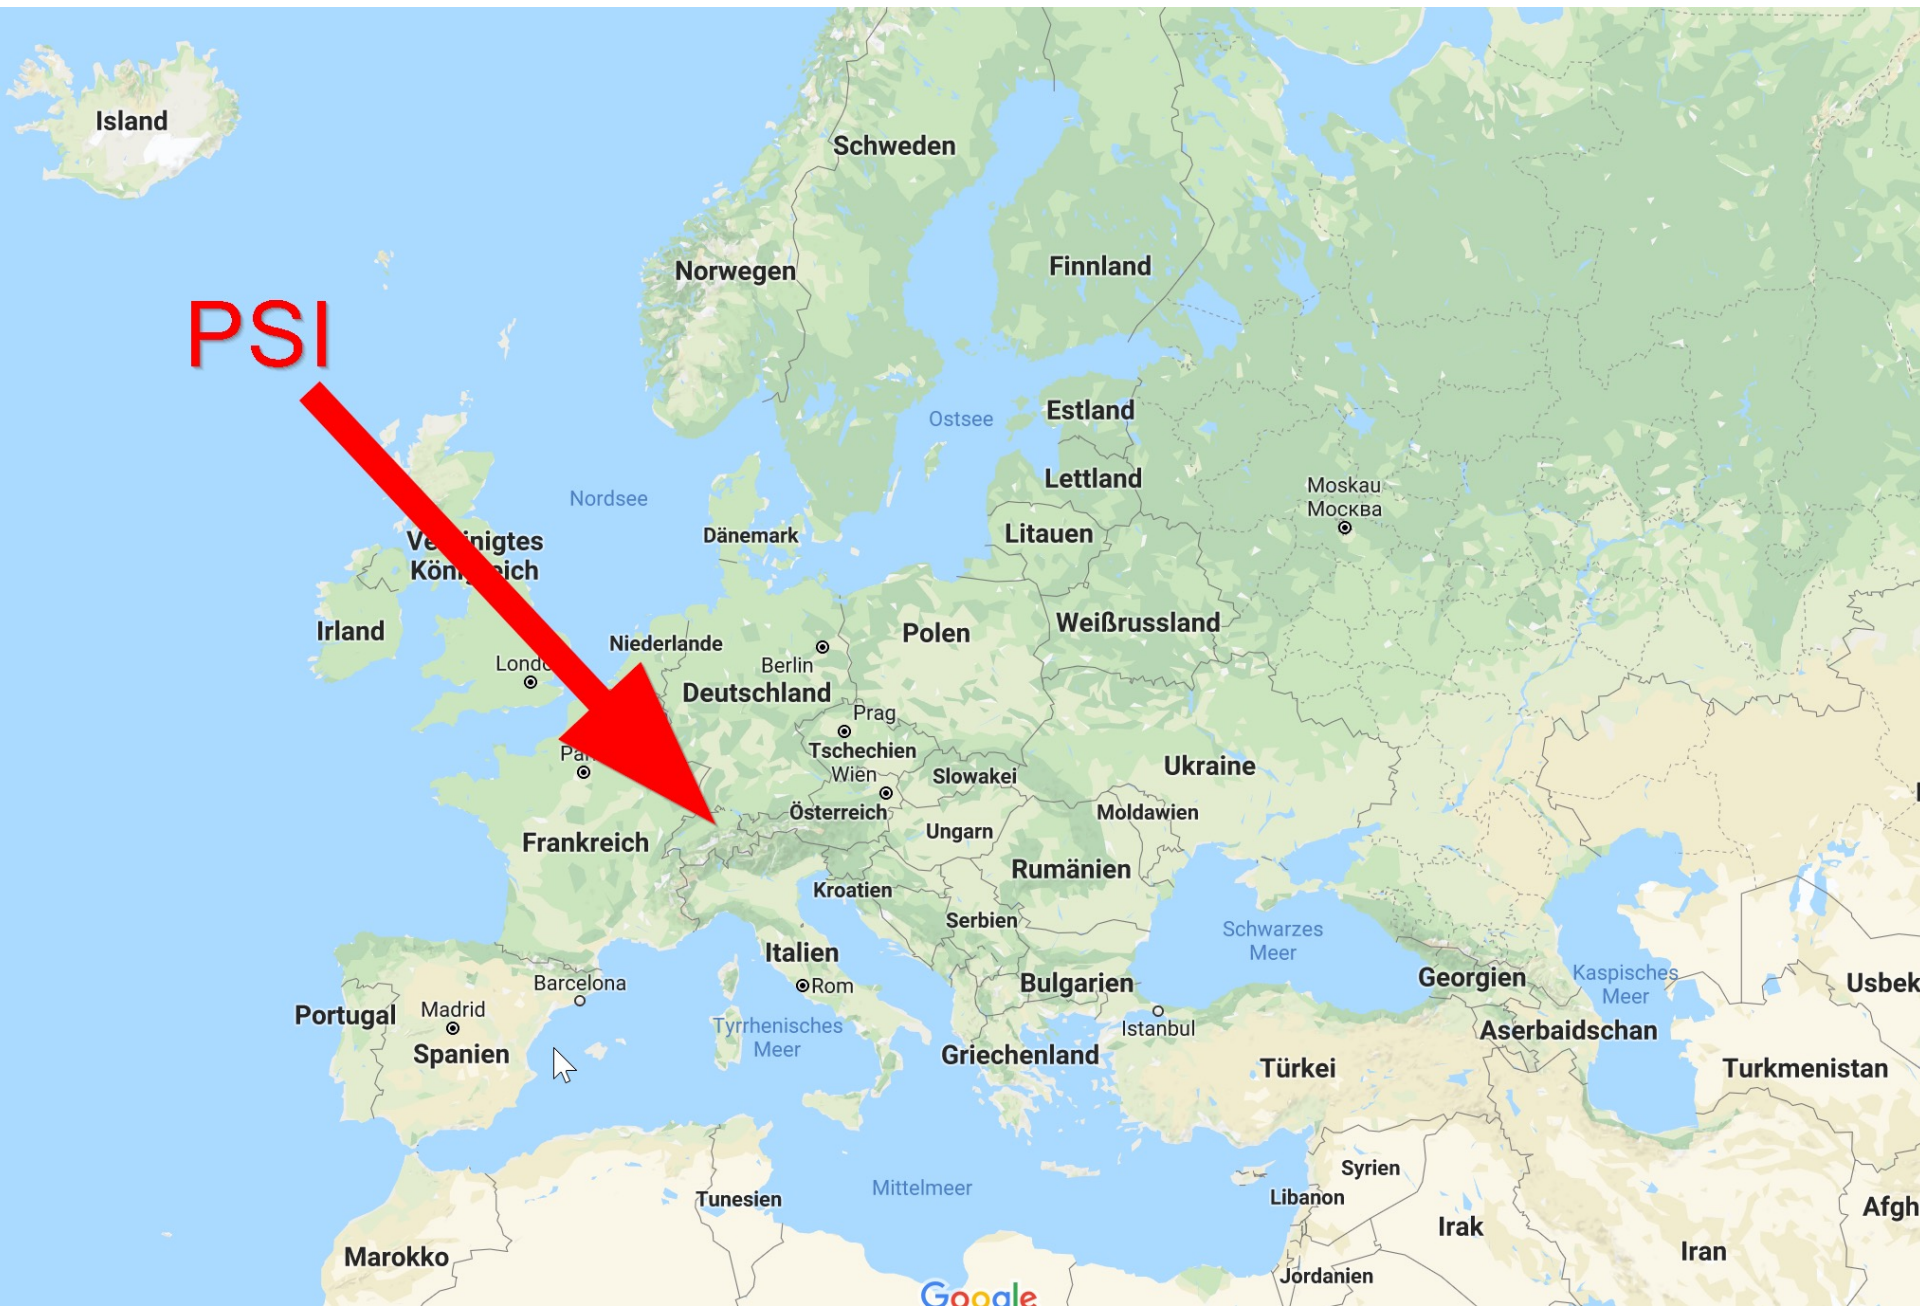 Island
Schweden
Norwegen
Finnland
PSI
Estland
Ostsee
Lettland
Moskau
Москва
Nordsee
Litauen
Dänemark
Vereinigtes
Königreich
Weißrussland
Irland
Polen
Niederlande
London
Berlin
Deutschland
Prag
Tschechien
Ukraine
Wien
Slowakei
Österreich
Moldawien
Ungarn
Frankreich
Rumänien
Kroatien
Serbien
Schwarzes
Meer
Italien
Barcelona
Rom
Bulgarien
Georgien
Kaspisches
Meer
Usbek
Portugal
Madrid
Spanien
Tyrrhenisches
Meer
Istanbul
Aserbaidschan
Griechenland
Türkei
Turkmenistan
Syrien
Mittelmeer
Tunesien
Libanon
Afgh
Irak
Marokko
Iran
Jordanien
Google